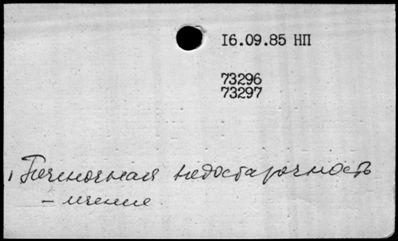 16.09.85 НП
73296
73297
Печеночная недостаточность
- лечение